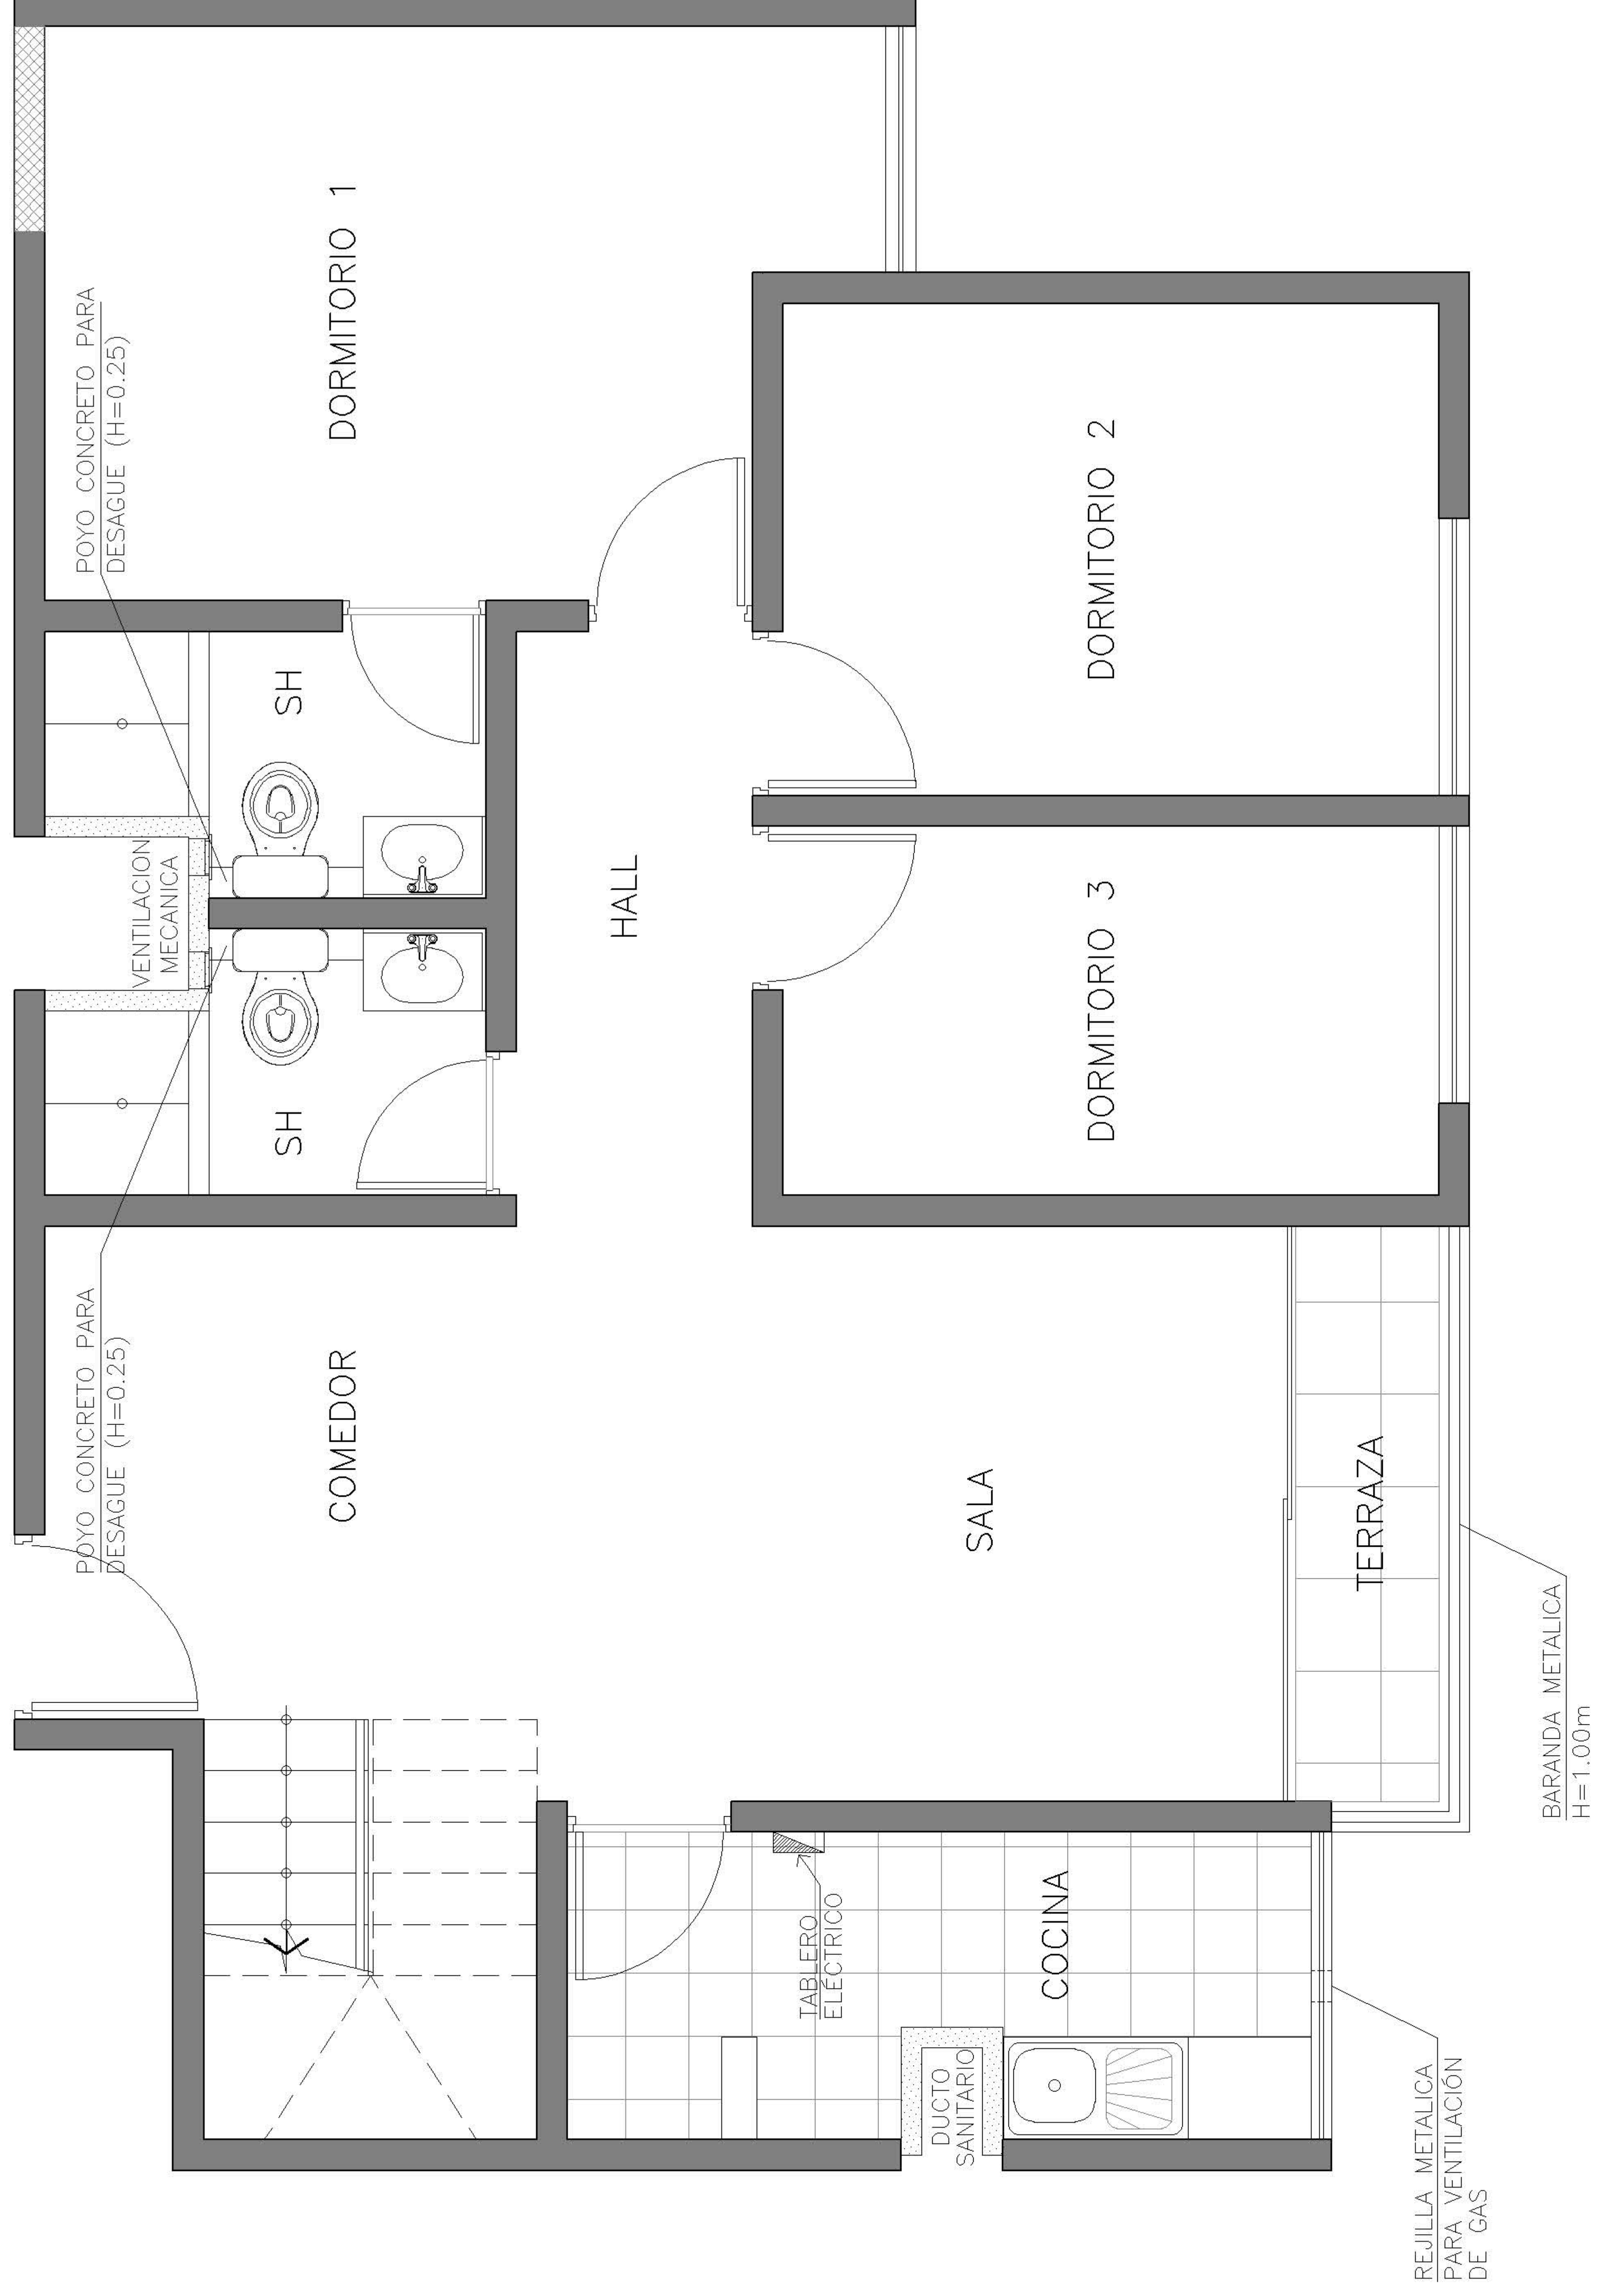 POYO CONCRETO PARA
DESAGUE (H=0.25)
DORMITORIO 1
SH
VENTILACION
MECANICA
DORMITORIO 2
HALL
DORMITORIO 3
SH
POYO CONCRETO PARA
DESAGUE (H=0.25)
COMEDOR
SALA
TERRAZA
BARANDA METALICA
H=1.00m
TABLERO
ELÉCTRICO
COCINA
DUCTO
SANITARIO
REJILLA METALICA
PARA VENTILACIÓN
DE GAS